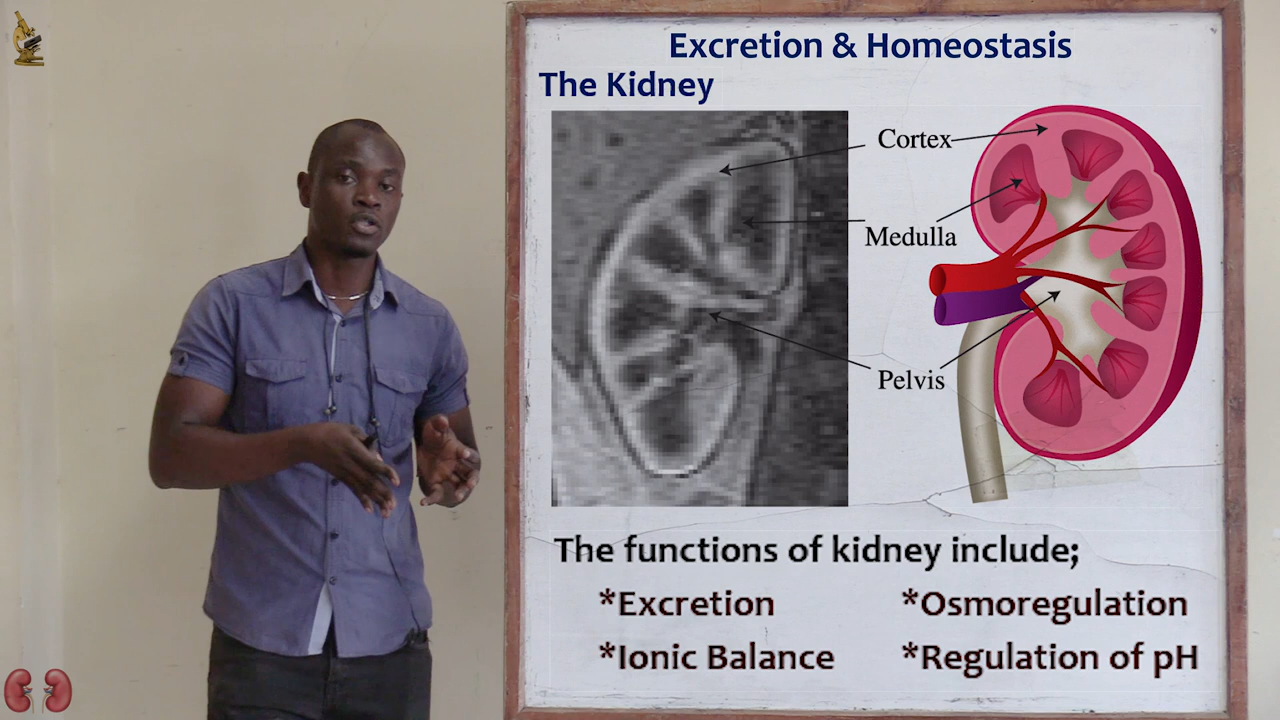 Excretion & Homeostasis
The Kidney
Cortex
Medulla
Pelvis
The functions of kidney include;
*Excretion *Osmoregulation
*Ionic Balance *Regulation of pH